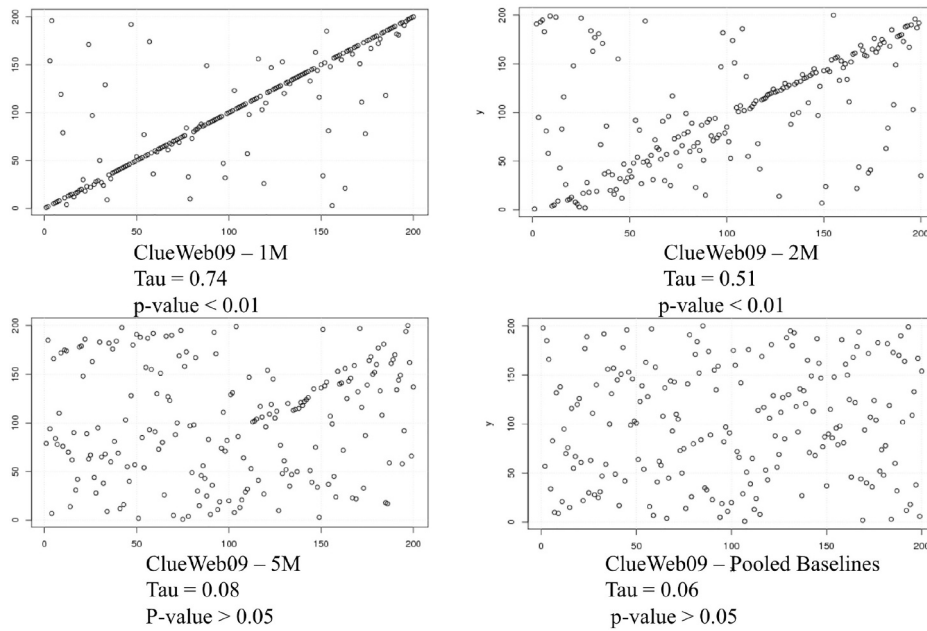 200
150
100
50
0
0 50 100 150 200
ClueWeb09 – 1M
Tau = 0.74
p-value < 0.01
200
150
y
100
50
0
50 100 150 200
ClueWeb09 – 2M
Tau = 0.51
p-value < 0.01
200
150
100
50
0
0 50 100 150 200
ClueWeb09 – 5M
Tau = 0.08
P-value > 0.05
200
150
y
100
50
0
0 50 100 150 200
ClueWeb09 – Pooled Baselines
Tau = 0.06
p-value > 0.05